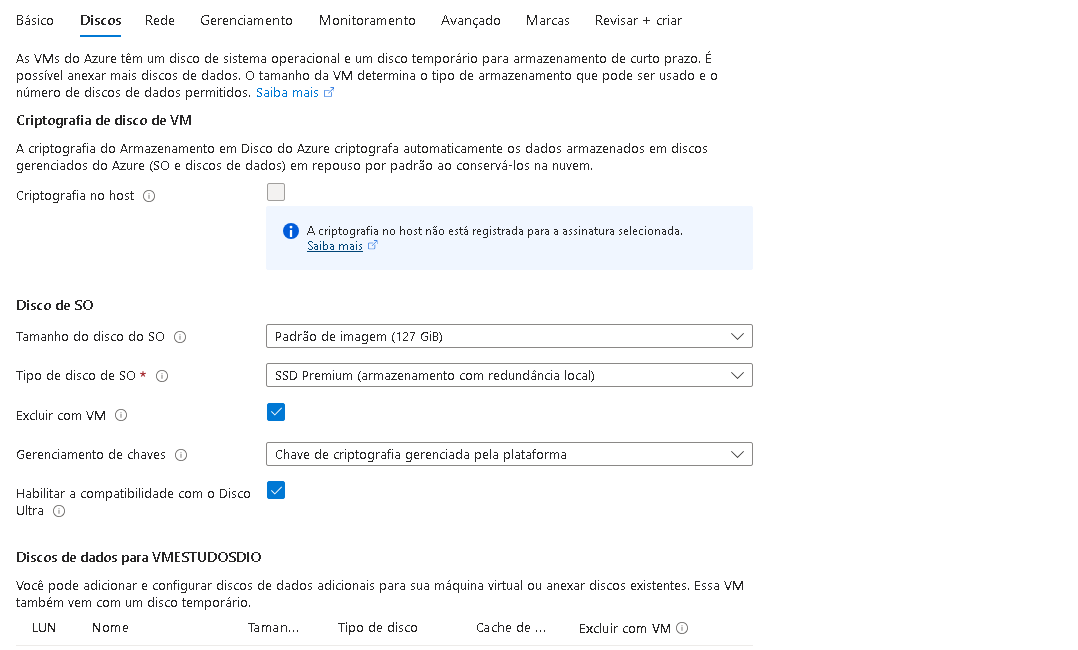 Básico Discos Rede Gerenciamento Monitoramento Avançado Marcas Revisar + criar
As VMs do Azure têm um disco de sistema operacional e um disco temporário para armazenamento de curto prazo. É
possível anexar mais discos de dados. O tamanho da VM determina o tipo de armazenamento que pode ser usado e o
número de discos de dados permitidos. Saiba mais
Criptografia de disco de VM
A criptografia do Armazenamento em Disco do Azure criptografa automaticamente os dados armazenados em discos
gerenciados do Azure (SO e discos de dados) em repouso por padrão ao conservá-los na nuvem.
Criptografia no host
A criptografia no host não está registrada para a assinatura selecionada.
Saiba mais
Disco de SO
Tamanho do disco do SO Padrão de imagem (127 GiB)
Tipo de disco de SO * SSD Premium (armazenamento com redundância local)
Excluir com VM
Gerenciamento de chaves Chave de criptografia gerenciada pela plataforma
Habilitar a compatibilidade com o Disco
Ultra
Discos de dados para VMESTUDOSDIO
Você pode adicionar e configurar discos de dados adicionais para sua máquina virtual ou anexar discos existentes. Essa VM
também vem com um disco temporário.
LUN Nome Taman... Tipo de disco Cache de ... Excluir com VM